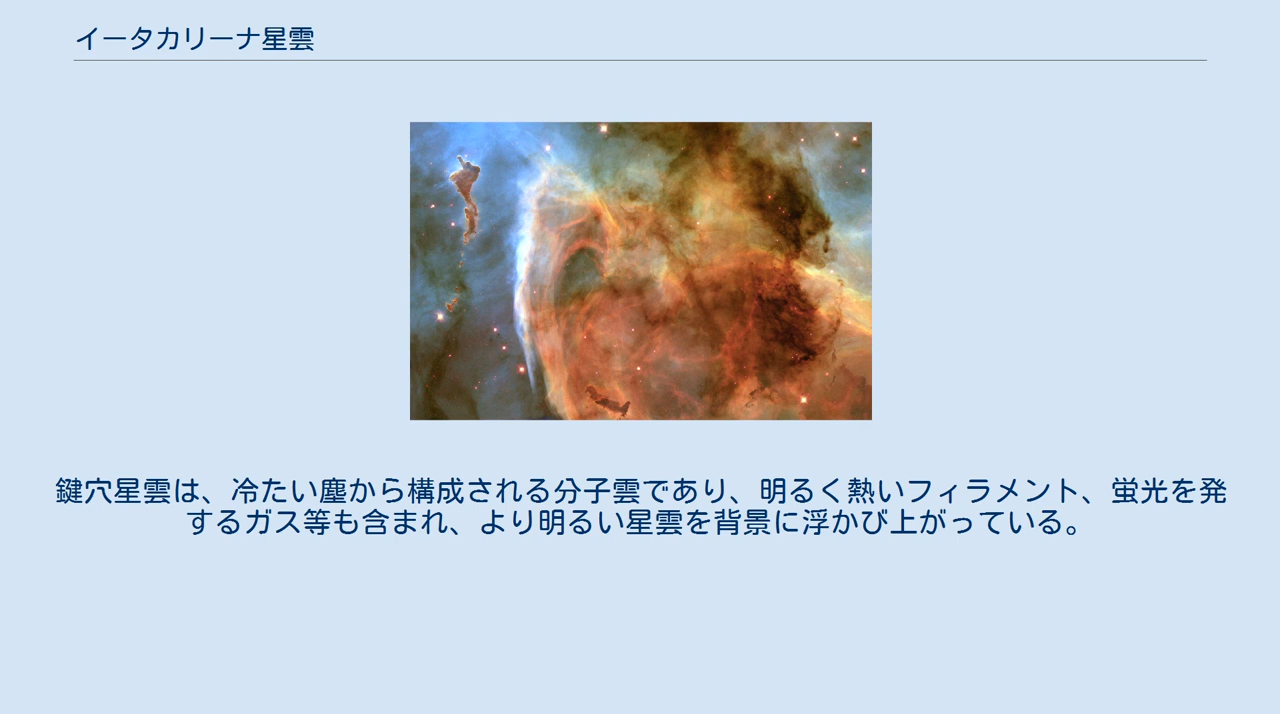 イータカリーナ星雲
鍵穴星雲は、冷たい塵から構成される分子雲であり、明るく熱いフィラメント、蛍光を発
するガス等も含まれ、より明るい星雲を背景に浮かび上がっている。